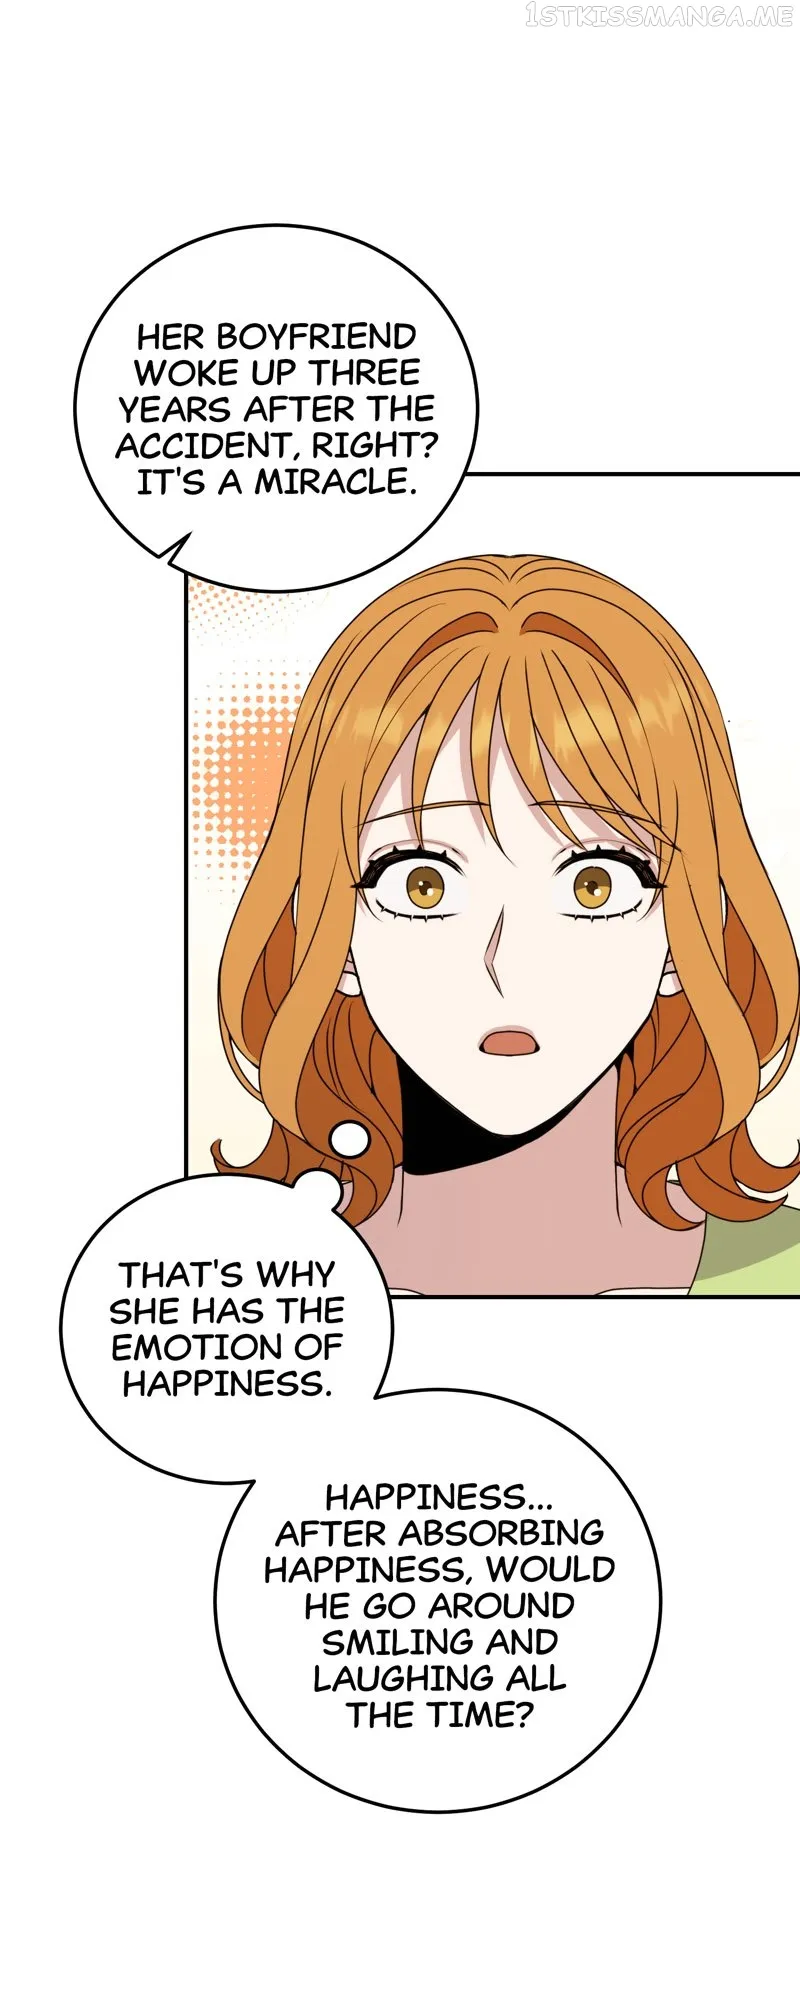 1STKISSMANGA.ME
HER BOYFRIEND
WOKE UP THREE
YEARS AFTER THE
ACCIDENT, RIGHT?
IT'S A MIRACLE.
THAT'S WHY
SHE HAS THE
EMOTION OF
HAPPINESS.
HAPPINESS...
AFTER ABSORBING
HAPPINESS, WOULD
HE GO AROUND
SMILING AND
LAUGHING ALL
THE TIME?